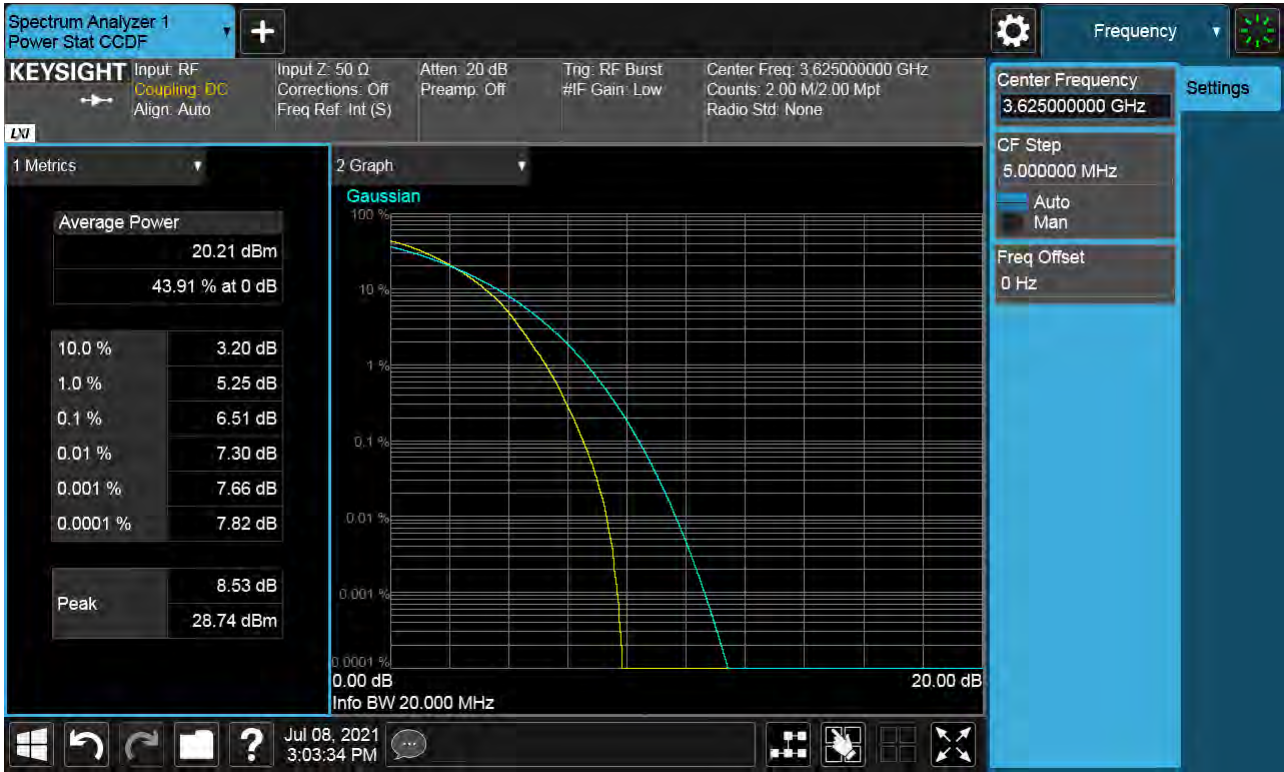 Spectrum Analyzer 1
Power Stat CCDF
Frequency
KEYSIGHT
Input: RF
Coupling: DC
Align: Auto
Input Z: 50 Ω
Corrections: Off
Freq Ref: Int (S)
Atten: 20 dB
Preamp: Off
Trig: RF Burst
#IF Gain: Low
Center Freq: 3.625000000 GHz
Counts: 2.00 M/2.00 Mpt
Radio Std: None
LXI
Center Frequency
3.625000000 GHz
Settings
CF Step
5.000000 MHz
Auto
Man
Freq Offset
0 Hz
1 Metrics
Average Power
20.21 dBm
43.91 % at 0 dB
10.0 % 3.20 dB
1.0 % 5.25 dB
0.1 % 6.51 dB
0.01 % 7.30 dB
0.001 % 7.66 dB
0.0001 % 7.82 dB
Peak
8.53 dB
28.74 dBm
2 Graph
Gaussian
100 %
10 %
1 %
0.1 %
0.01 %
0.001 %
0.0001 %
0.00 dB
20.00 dB
Info BW 20.000 MHz
?
Jul 08, 2021
3:03:34 PM